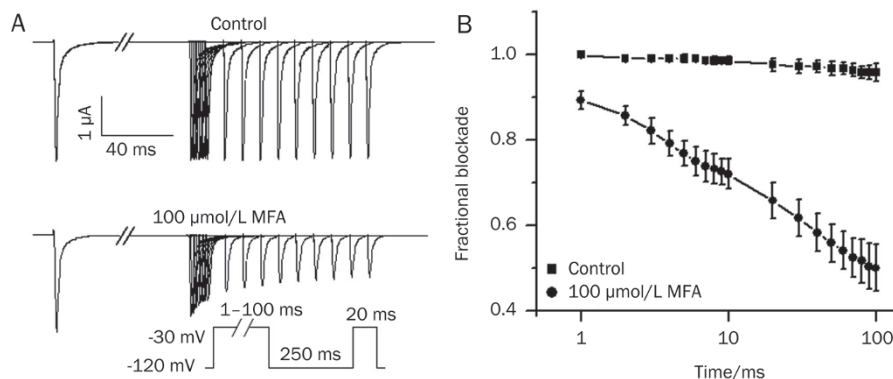 A
Control
1 μA
40 ms
100 μmol/L MFA
1–100 ms
20 ms
-30 mV
250 ms
-120 mV
B
Fractional blockade
1.0
0.8
0.6
0.4
Control
100 μmol/L MFA
1
10
100
Time/ms